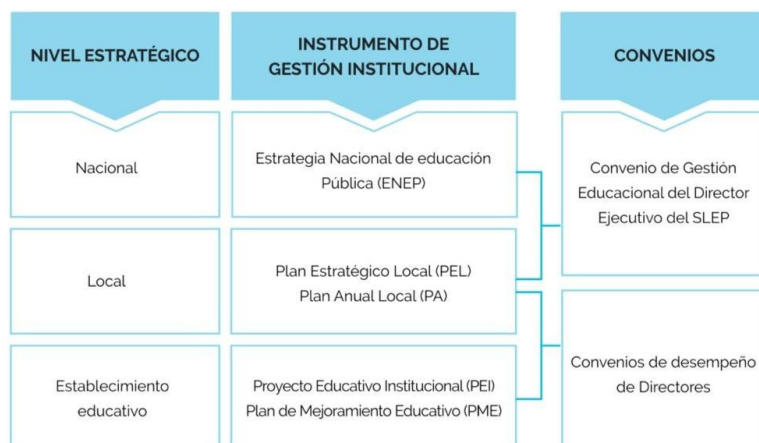 NIVEL ESTRATÉGICO
INSTRUMENTO DE
GESTIÓN INSTITUCIONAL
CONVENIOS
Nacional
Estrategia Nacional de educación
Pública (ENEP)
Convenio de Gestión
Educacional del Director
Ejecutivo del SLEP
Local
Plan Estratégico Local (PEL)
Plan Anual Local (PA)
Establecimiento
educativo
Proyecto Educativo Institucional (PEI)
Plan de Mejoramiento Educativo (PME)
Convenios de desempeño
de Directores